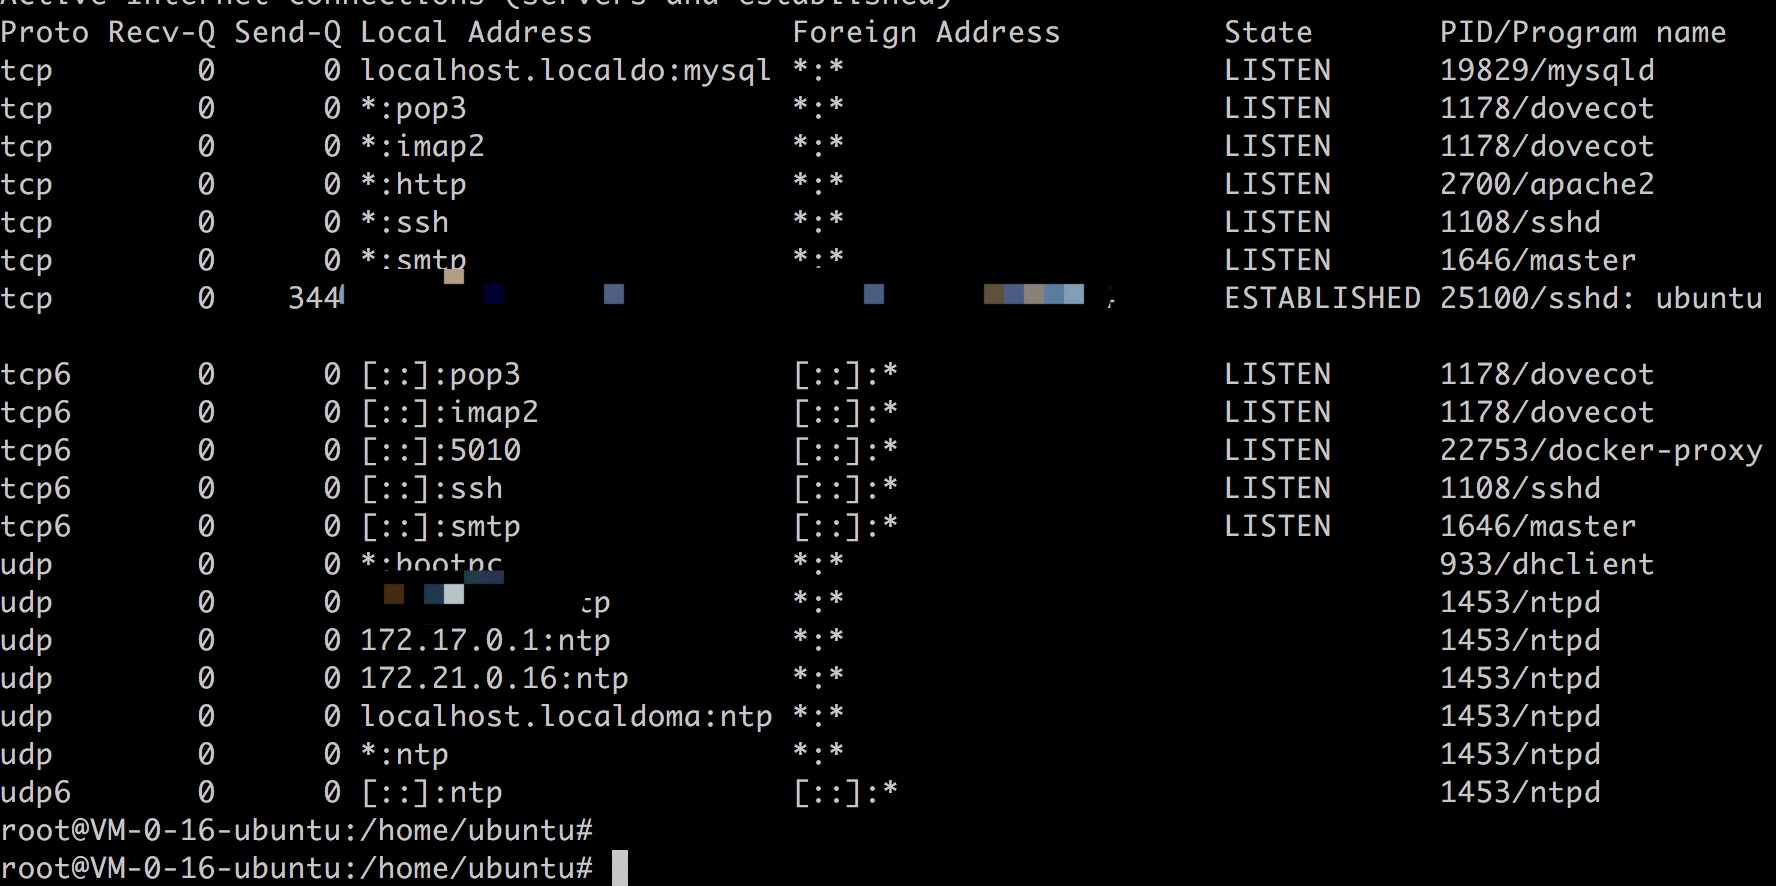 Active Internet connections (servers and established)
Proto Recv-Q Send-Q Local Address           Foreign Address         State       PID/Program name
tcp        0      0 localhost.localdo:mysql *:*                     LISTEN      19829/mysqld
tcp        0      0 *:pop3                  *:*                     LISTEN      1178/dovecot
tcp        0      0 *:imap2                 *:*                     LISTEN      1178/dovecot
tcp        0      0 *:http                  *:*                     LISTEN      2700/apache2
tcp        0      0 *:ssh                   *:*                     LISTEN      1108/sshd
tcp        0      0 *:smtp                  *:*                     LISTEN      1646/master
tcp        0    344                                                 ESTABLISHED 25100/sshd: ubuntu
tcp6       0      0 [::]:pop3               [::]:*                  LISTEN      1178/dovecot
tcp6       0      0 [::]:imap2              [::]:*                  LISTEN      1178/dovecot
tcp6       0      0 [::]:5010               [::]:*                  LISTEN      22753/docker-proxy
tcp6       0      0 [::]:ssh                [::]:*                  LISTEN      1108/sshd
tcp6       0      0 [::]:smtp               [::]:*                  LISTEN      1646/master
udp        0      0 *:bootpc                *:*                                 933/dhclient
udp        0      0                         *:*                                 1453/ntpd
udp        0      0 172.17.0.1:ntp          *:*                                 1453/ntpd
udp        0      0 172.21.0.16:ntp         *:*                                 1453/ntpd
udp        0      0 localhost.localdoma:ntp *:*                                 1453/ntpd
udp        0      0 *:ntp                   *:*                                 1453/ntpd
udp6       0      0 [::]:ntp                [::]:*                              1453/ntpd
root@VM-0-16-ubuntu:/home/ubuntu#
root@VM-0-16-ubuntu:/home/ubuntu#